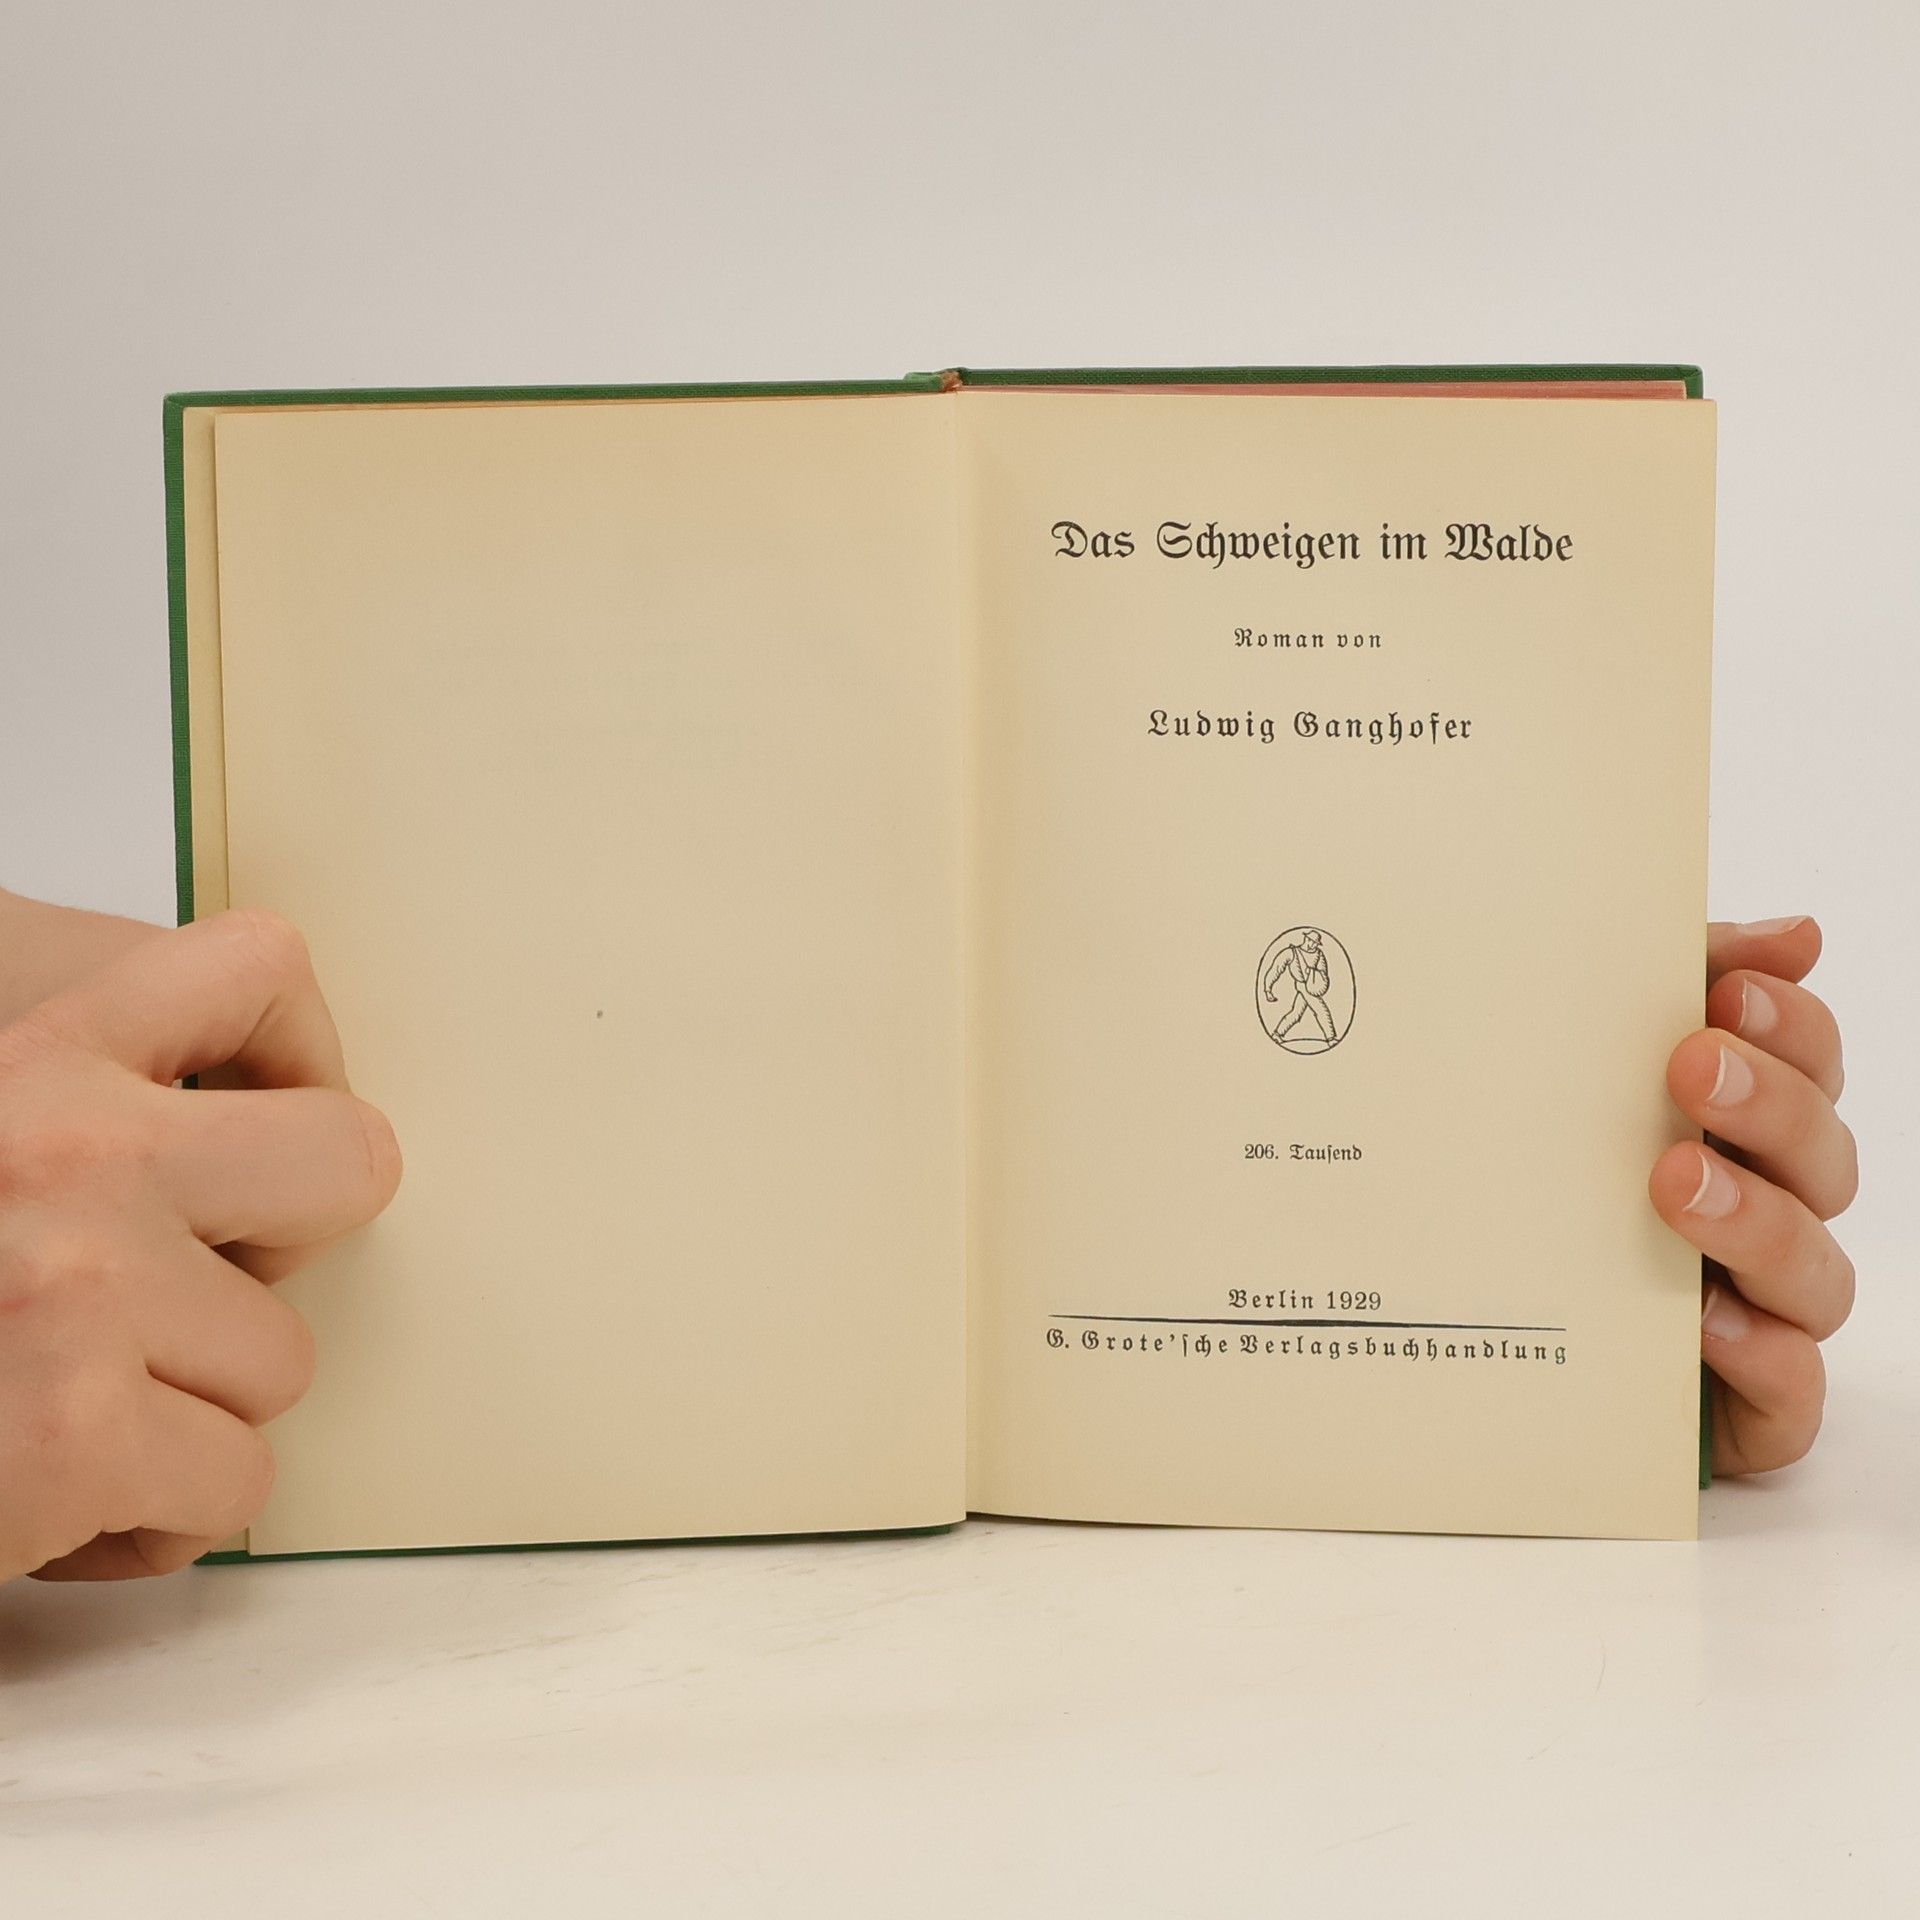 Das Schweigen im Walde
Roman von
Ludwig Ganghofer
206. Tauſend
Berlin 1929
G. Grote'ſche Verlagsbuchhandlung